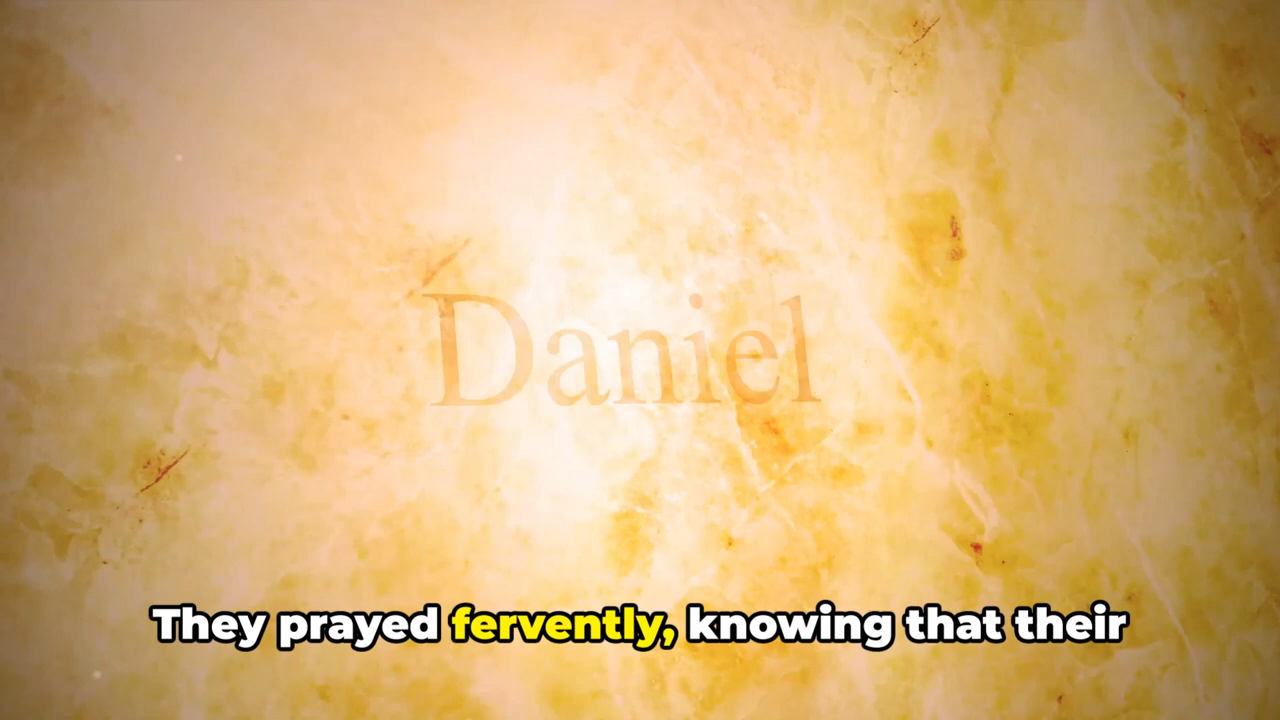 Daniel
They prayed fervently, knowing that their